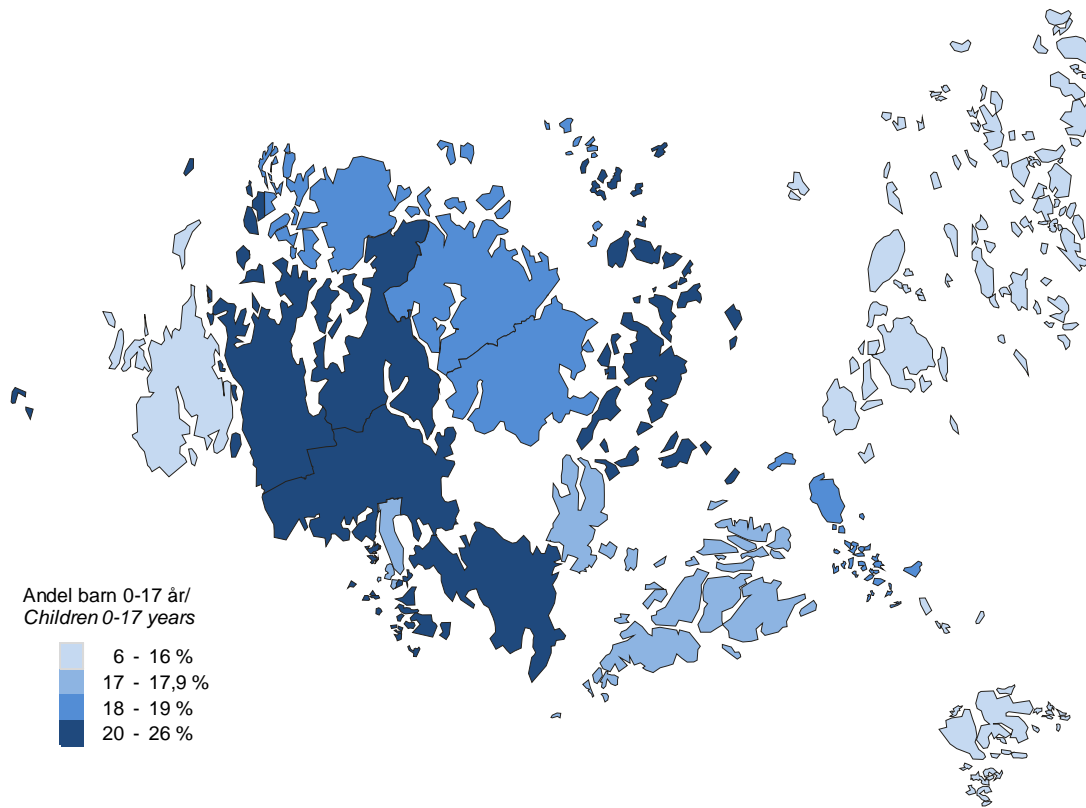 Andel barn 0-17 år/
Children 0-17 years
6 - 16 %
17 - 17,9 %
18 - 19 %
20 - 26 %